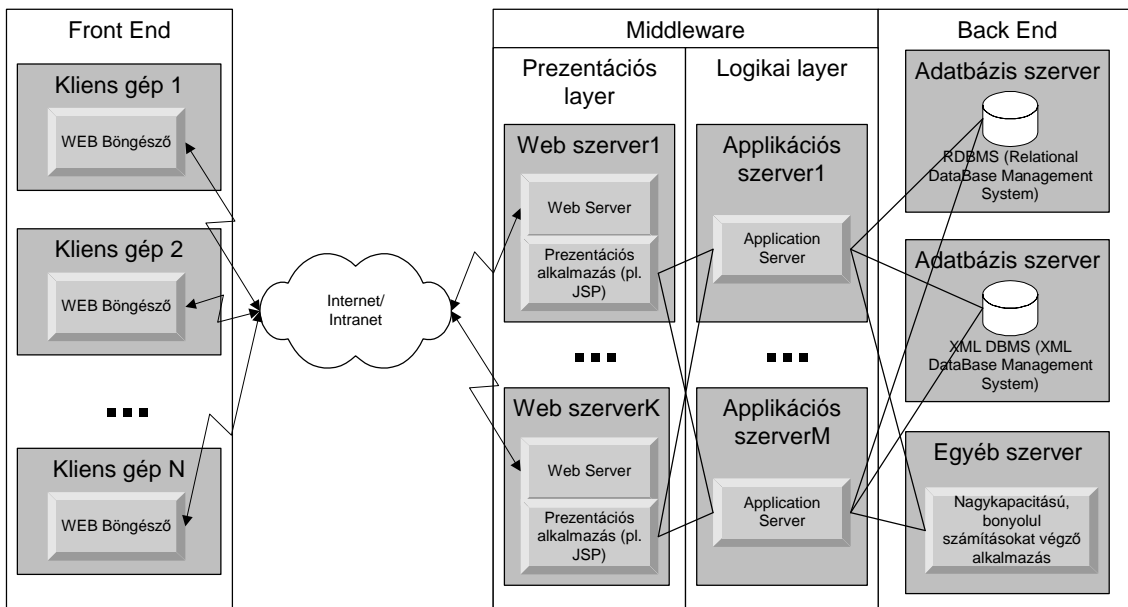 Front End
Kliens gép 1
WEB Böngésző
Kliens gép 2
WEB Böngésző
Kliens gép N
WEB Böngésző
Internet/
Intranet
Middleware
Prezentációs
layer
Web szerver1
Web Server
Prezentációs
alkalmazás (pl.
JSP)
Web szerverK
Web Server
Prezentációs
alkalmazás (pl.
JSP)
Logikai layer
Applikációs
szerver1
Application
Server
Applikációs
szerverM
Application
Server
Back End
Adatbázis szerver
RDBMS (Relational
DataBase Management
System)
Adatbázis szerver
XML DBMS (XML
DataBase Management
System)
Egyéb szerver
Nagykapacitású,
bonyolul
számításokat végző
alkalmazás